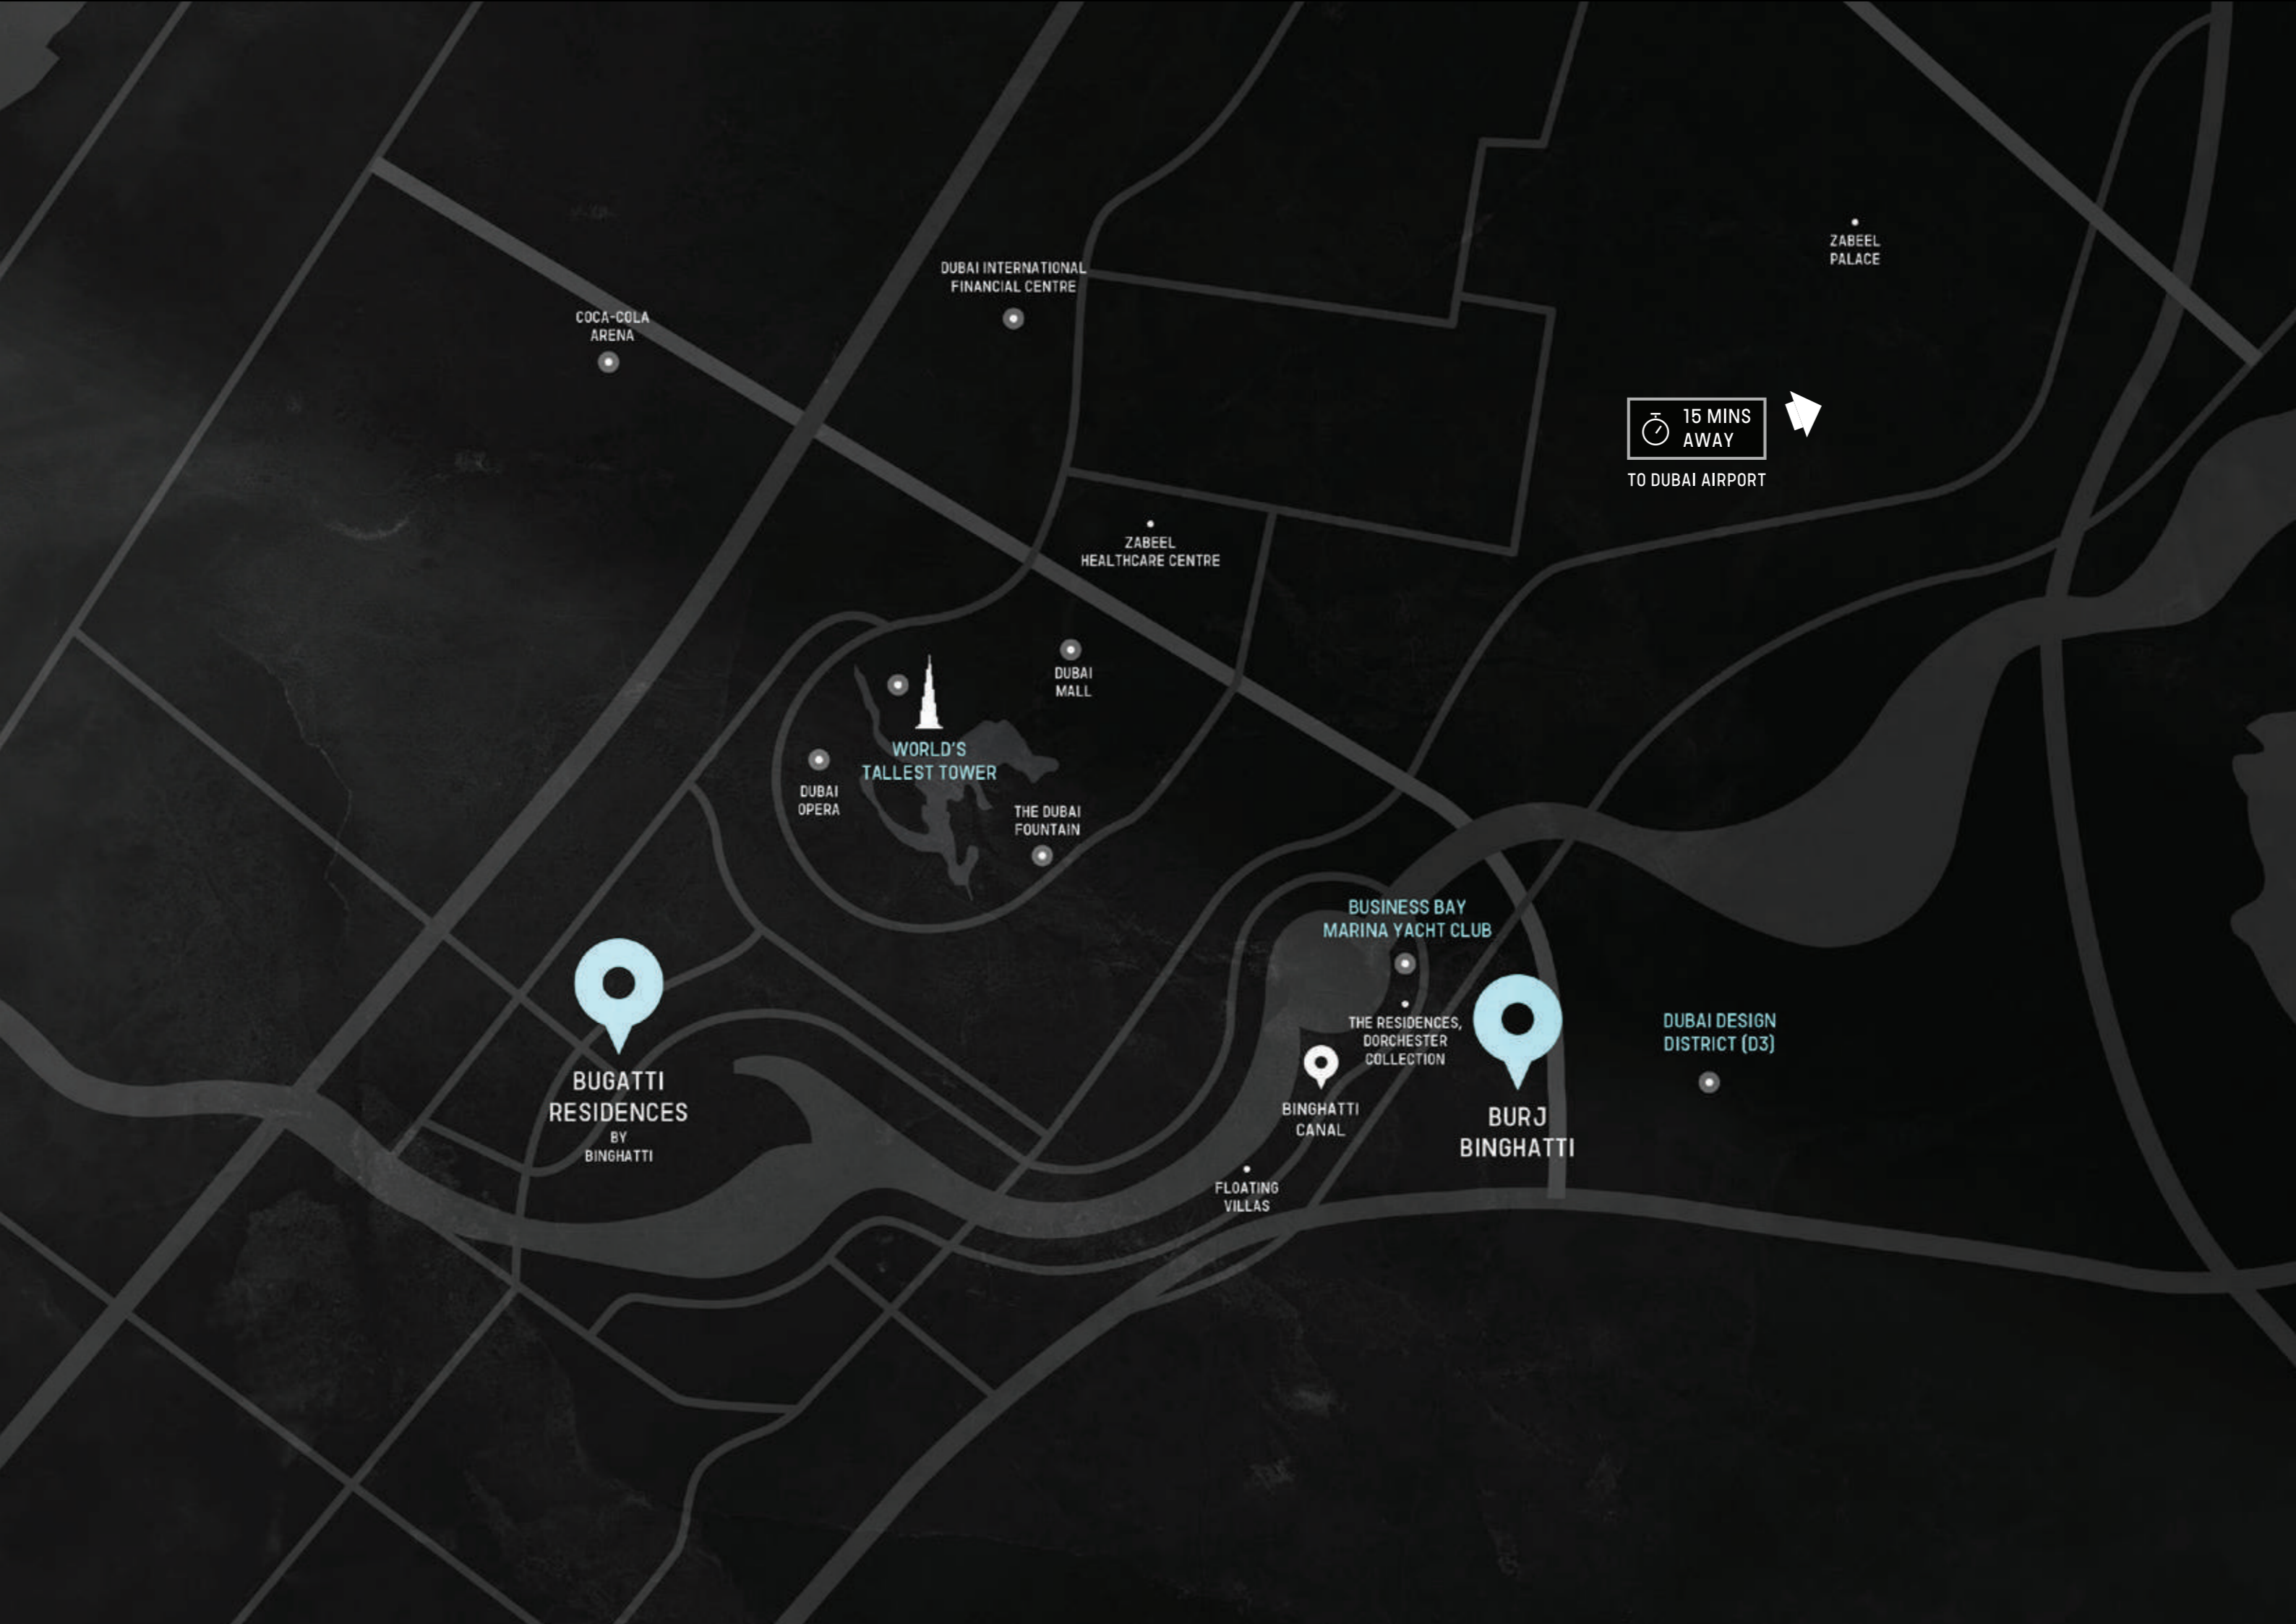 ZABEEL
PALACE
DUBAI INTERNATIONAL
FINANCIAL CENTRE
COCA-COLA
ARENA
15 MINS
AWAY
TO DUBAI AIRPORT
ZABEEL
HEALTHCARE CENTRE
DUBAI
MALL
WORLD'S
TALLEST TOWER
DUBAI
OPERA
THE DUBAI
FOUNTAIN
BUSINESS BAY
MARINA YACHT CLUB
THE RESIDENCES,
DORCHESTER
COLLECTION
DUBAI DESIGN
DISTRICT (D3)
BUGATTI
RESIDENCES
BY
BINGHATTI
BINGHATTI
CANAL
BURJ
BINGHATTI
FLOATING
VILLAS